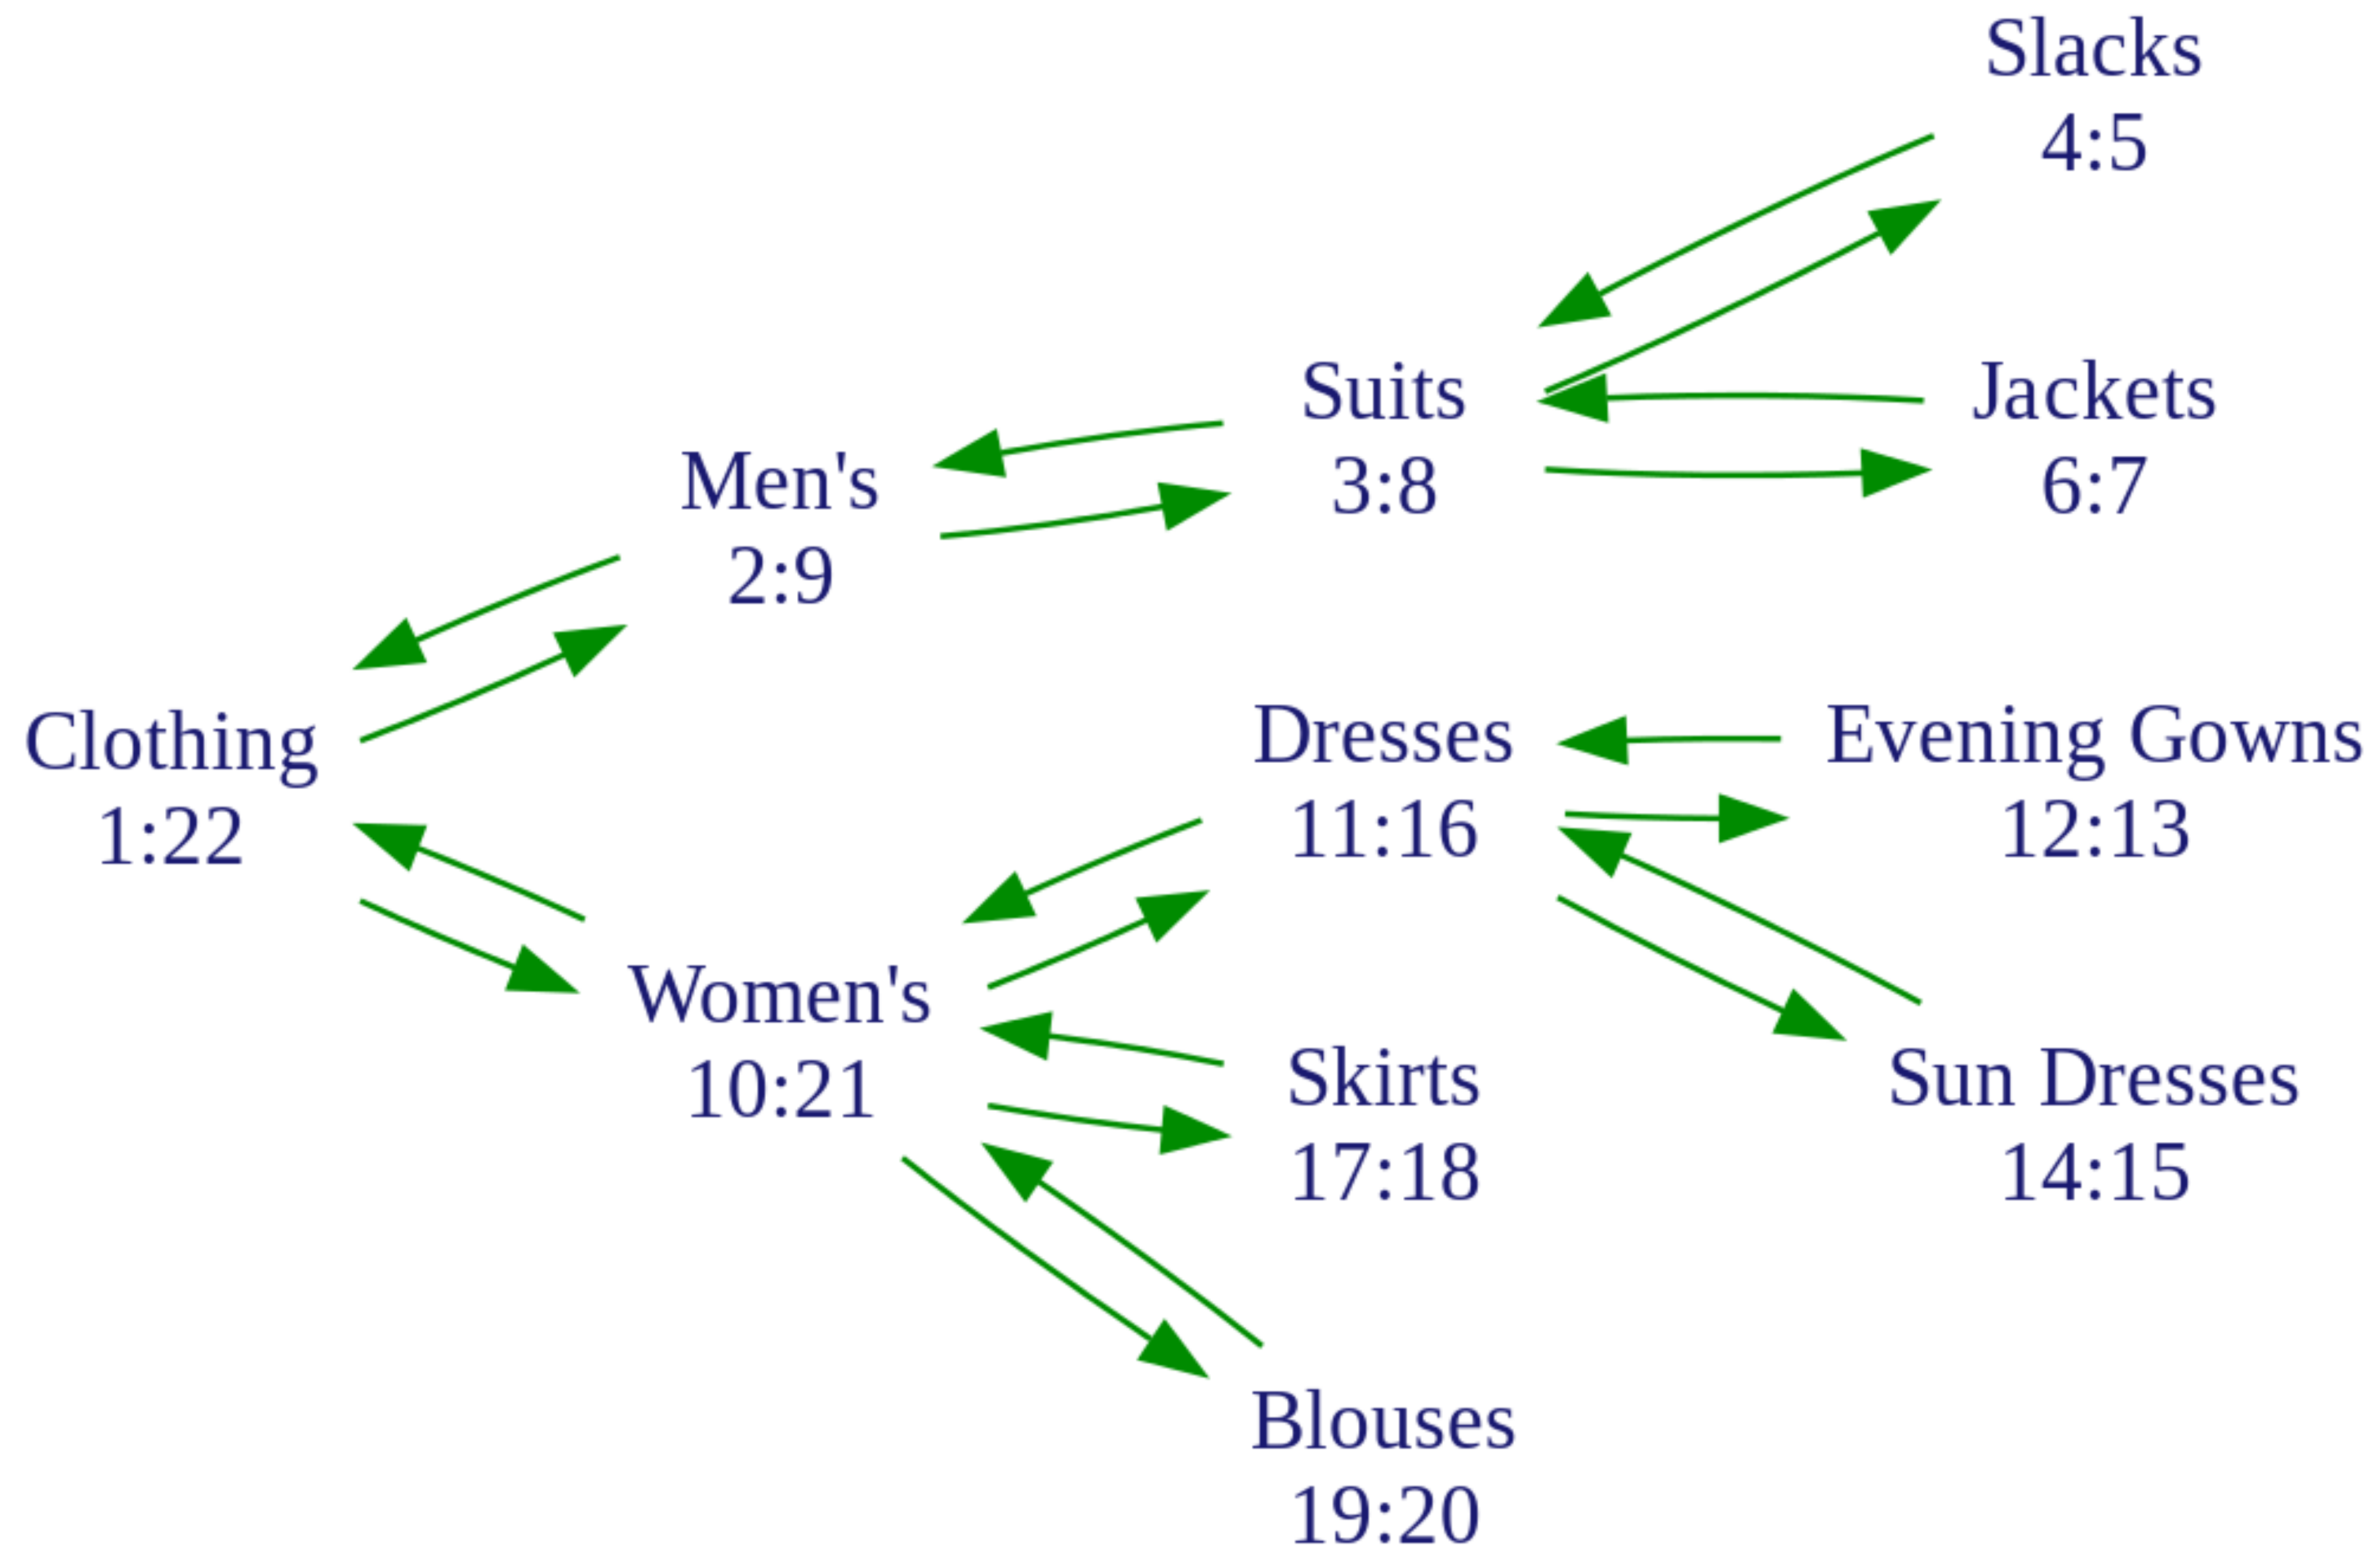 Slacks
4:5
Suits
3:8
Jackets
6:7
Men's
2:9
Clothing
1:22
Dresses
11:16
Evening Gowns
12:13
Women's
10:21
Skirts
17:18
Sun Dresses
14:15
Blouses
19:20